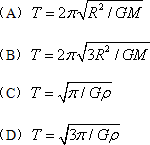 (A) T = 2π√(R²/GM)
(B) T = 2π√(3R²/GM)
(C) T = √(π/Gρ)
(D) T = √(3π/Gρ)